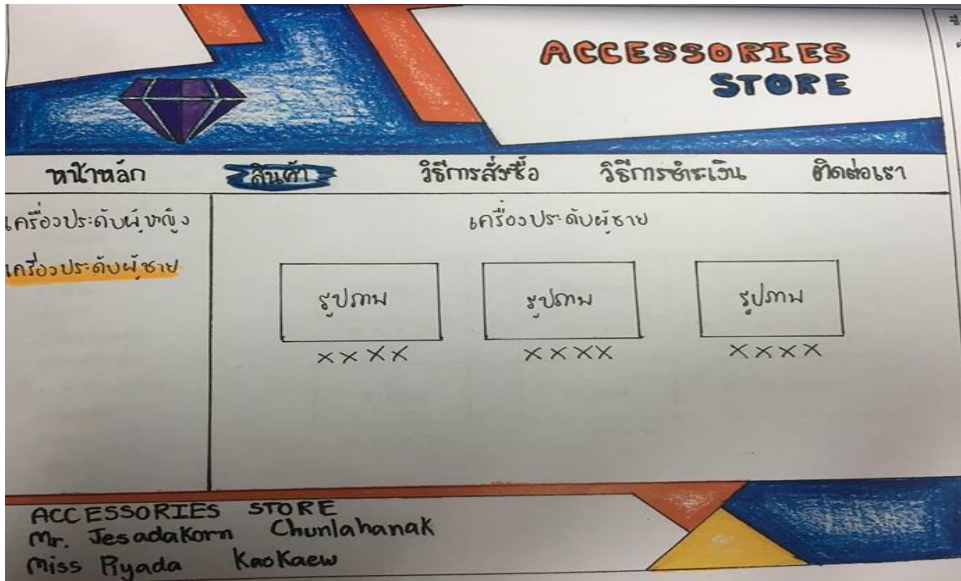 ACCESSORIES
STORE
หน้าหลัก สินค้า วิธีการสั่งซื้อ วิธีการชำระเงิน ติดต่อเรา
เครื่องประดับผู้หญิง
เครื่องประดับผู้ชาย
เครื่องประดับผู้ชาย
รูปภาพ รูปภาพ รูปภาพ
×××× ×××× ××××
ACCESSORIES STORE
Mr. Jesadakorn Chunlahanak
Miss Piyada Kaokaew